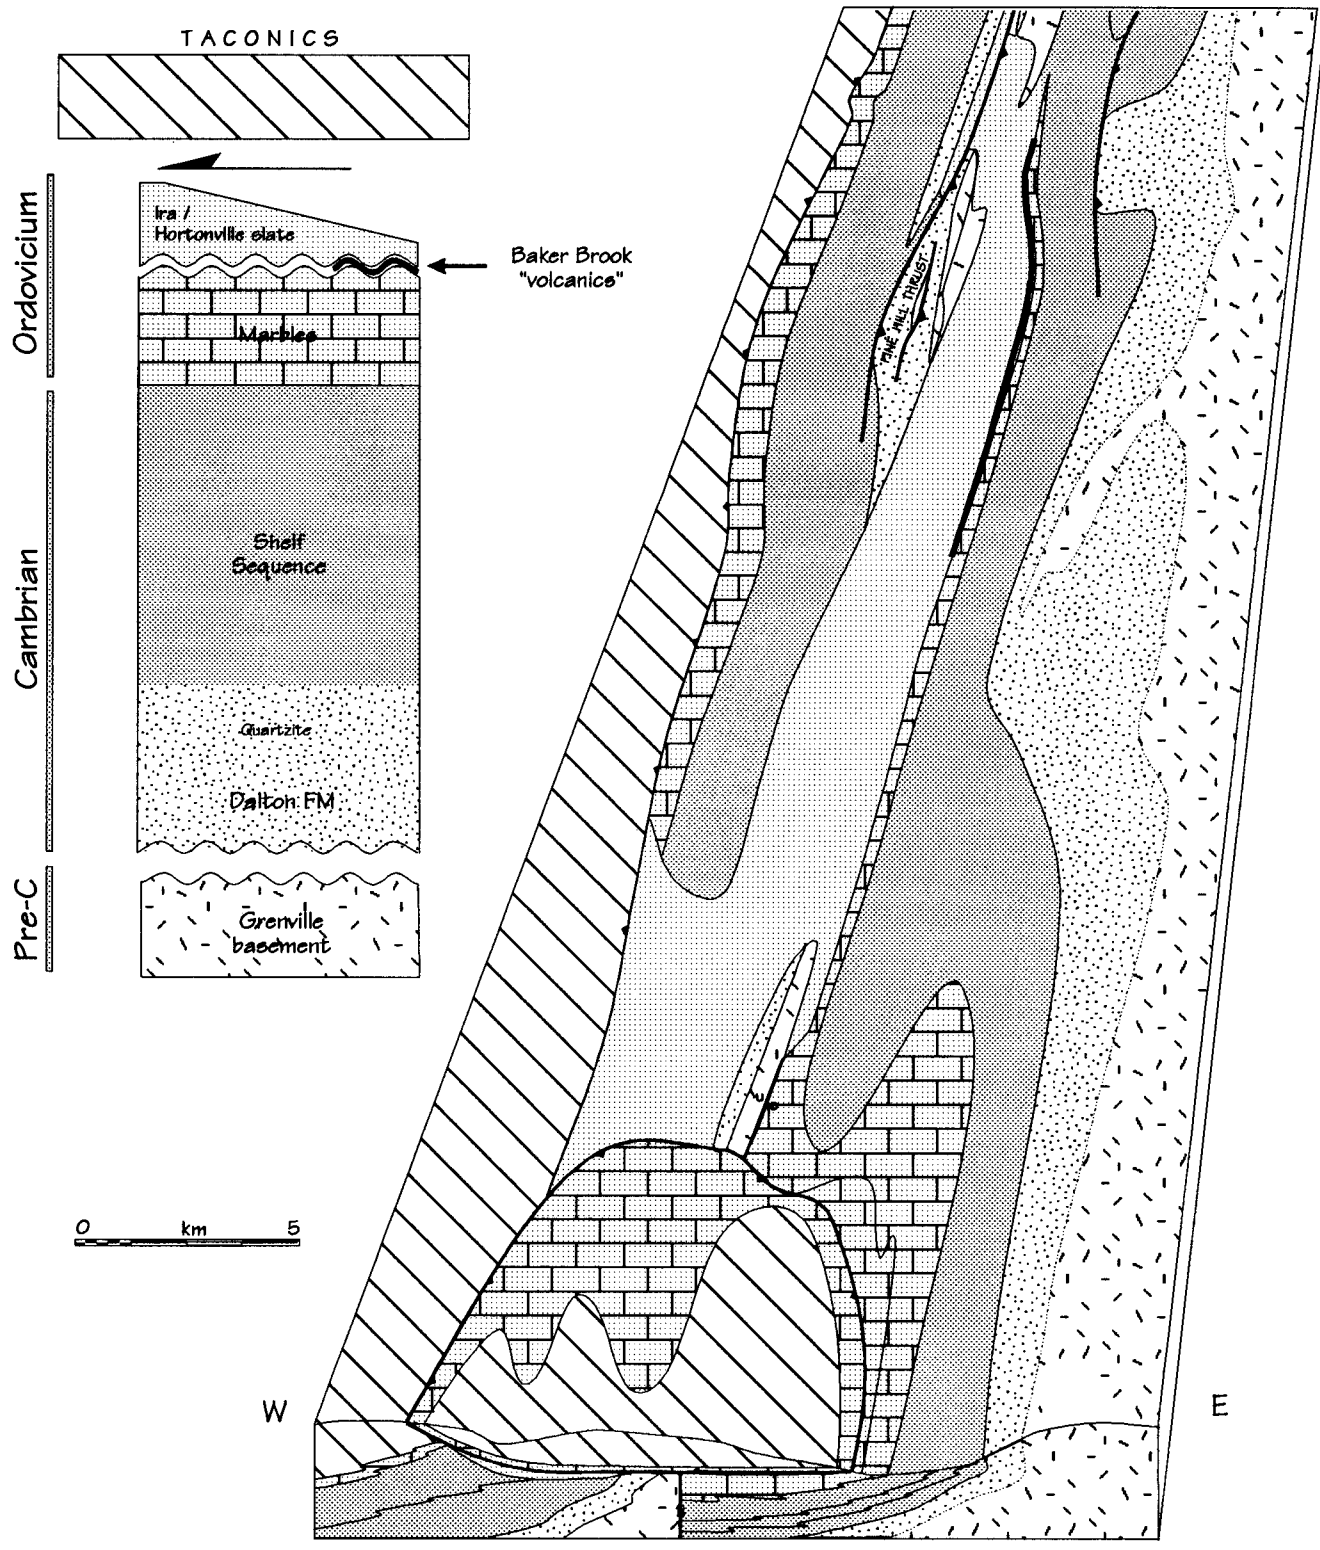 TACONICS
Ordovicium
Ira /
Hortonville slate
Baker Brook
"volcanics"
Marbles
Cambrian
Shelf
Sequence
Quartzite
Dalton FM
Pre-C
Grenville
basement
PINE HILL THRUST
0 km 5
W
E